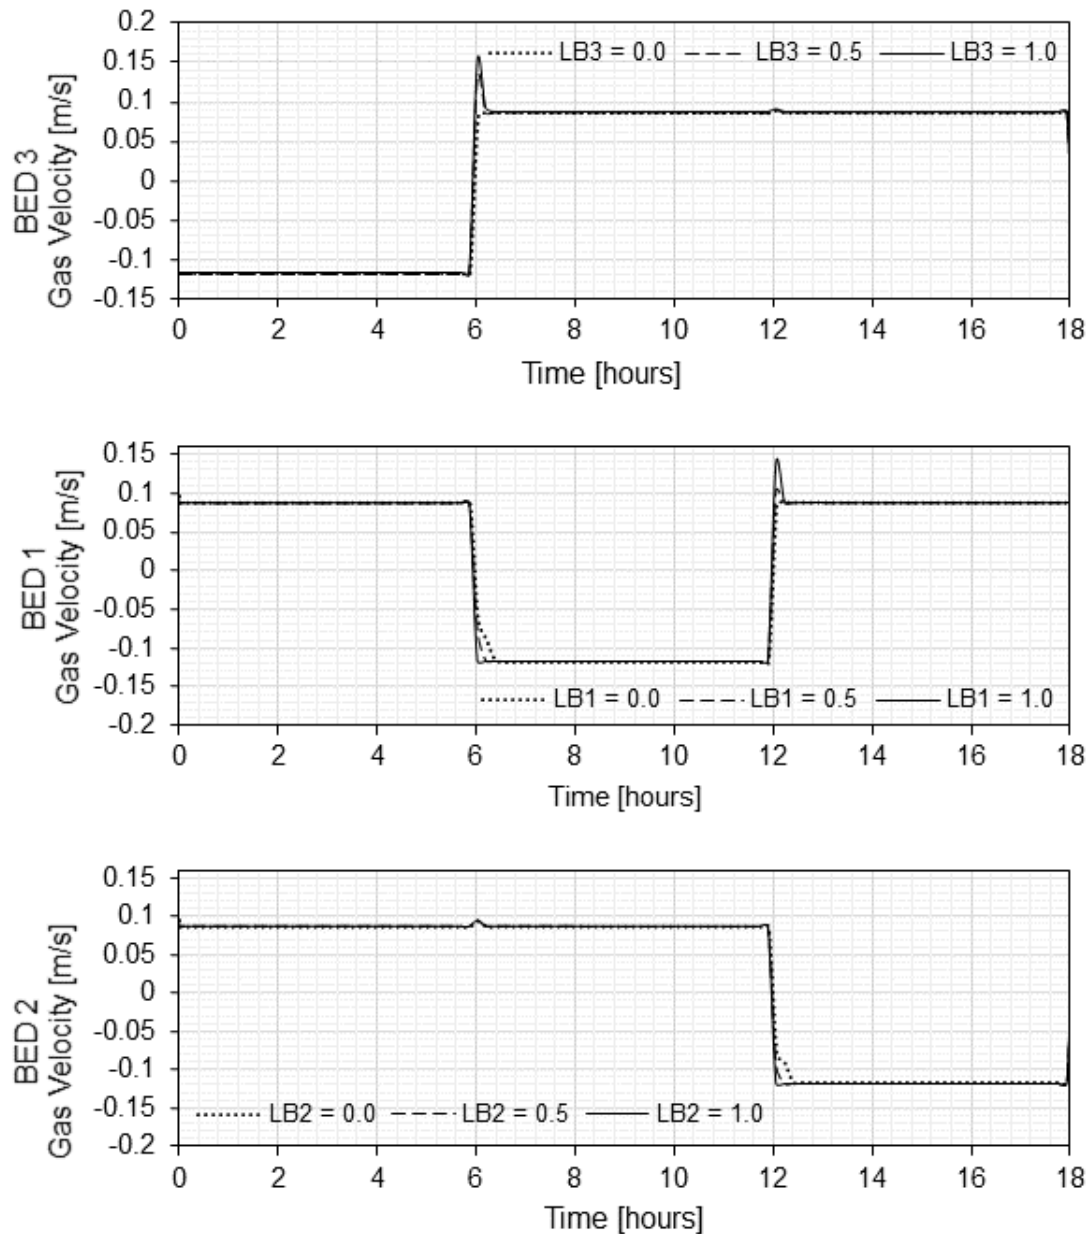 BED 3
Gas Velocity [m/s]
0.2
0.15
0.1
0.05
0
-0.05
-0.1
-0.15
LB3 = 0.0 LB3 = 0.5 LB3 = 1.0
0 2 4 6 8 10 12 14 16 18
Time [hours]
BED 1
Gas Velocity [m/s]
0.15
0.1
0.05
0
-0.05
-0.1
-0.15
-0.2
LB1 = 0.0 LB1 = 0.5 LB1 = 1.0
0 2 4 6 8 10 12 14 16 18
Time [hours]
BED 2
Gas Velocity [m/s]
0.15
0.1
0.05
0
-0.05
-0.1
-0.15
-0.2
LB2 = 0.0 LB2 = 0.5 LB2 = 1.0
0 2 4 6 8 10 12 14 16 18
Time [hours]